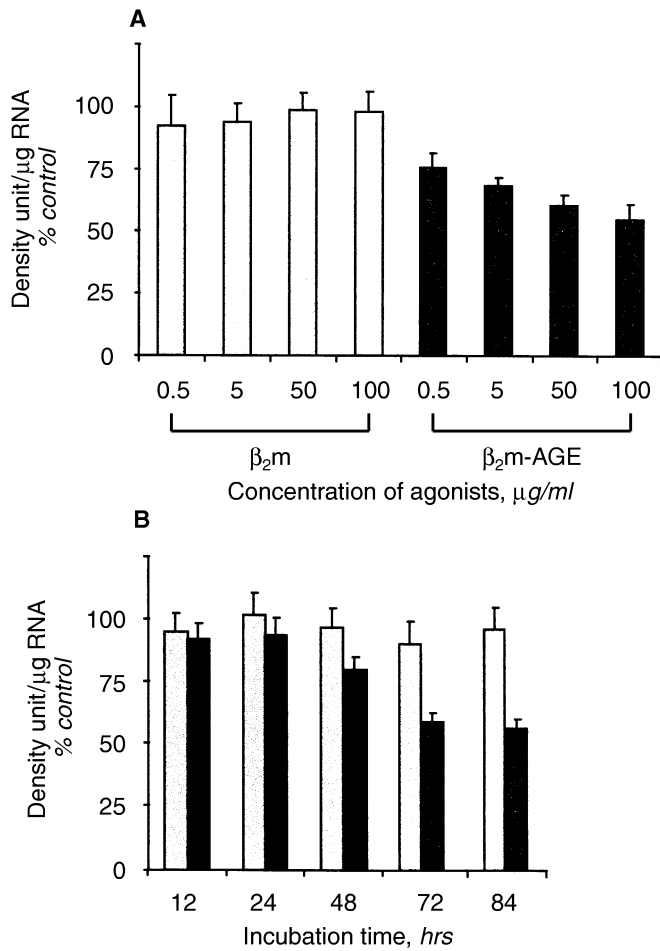 A
Density unit/μg RNA
% control
100
75
50
25
0
0.5 5 50 100 0.5 5 50 100
β₂m β₂m-AGE
Concentration of agonists, μg/ml
B
Density unit/μg RNA
% control
100
75
50
25
0
12 24 48 72 84
Incubation time, hrs